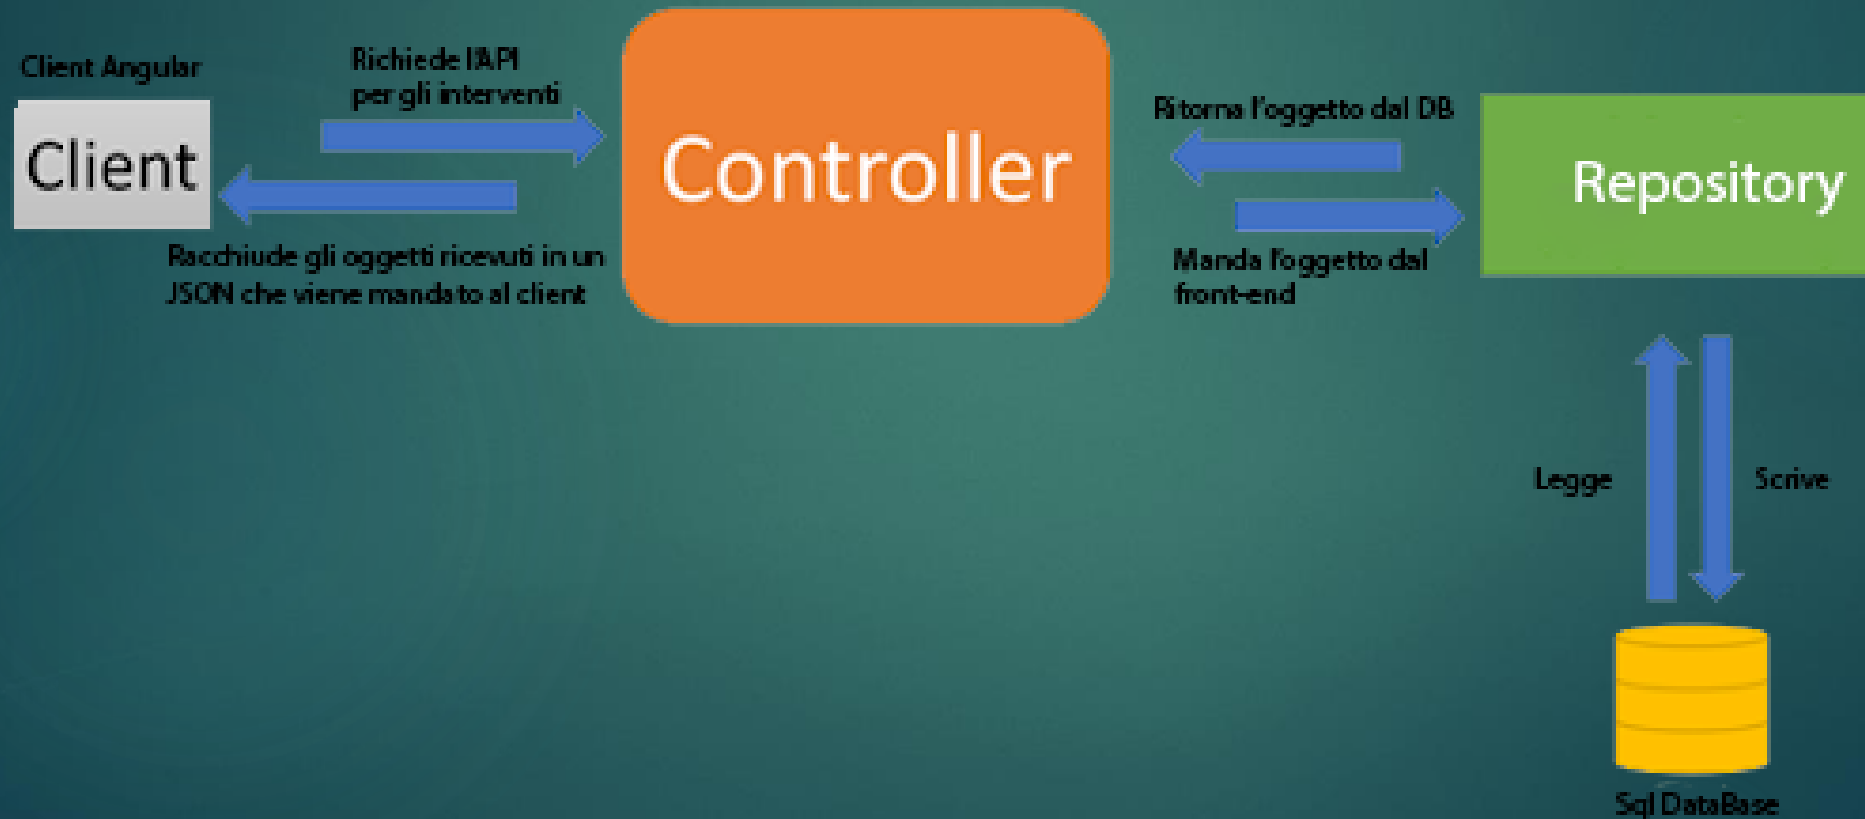 Client Angular
Client
Richiede l'API
per gli interventi
Racchiude gli oggetti ricevuti in un
JSON che viene mandato al client
Controller
Ritorna l'oggetto dal DB
Manda l'oggetto dal
front-end
Repository
Legge
Scrive
Sql DataBase